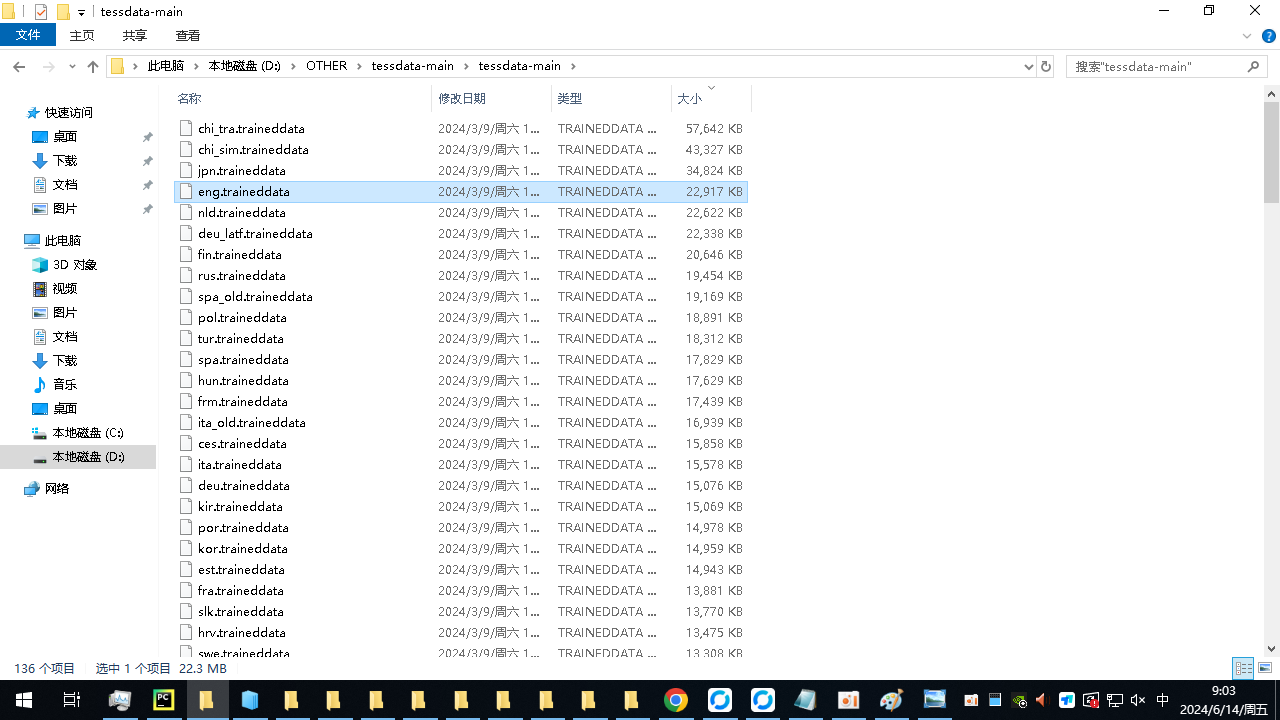 tessdata-main
文件 主页 共享 查看
此电脑 本地磁盘 (D:) OTHER tessdata-main tessdata-main 搜索"tessdata-main"
名称 修改日期 类型 大小
快速访问
桌面
下载
文档
图片
此电脑
3D 对象
视频
图片
文档
下载
音乐
桌面
本地磁盘 (C:)
本地磁盘 (D:)
网络
chi_tra.traineddata 2024/3/9/周六 1... TRAINEDDATA ... 57,642 KB
chi_sim.traineddata 2024/3/9/周六 1... TRAINEDDATA ... 43,327 KB
jpn.traineddata 2024/3/9/周六 1... TRAINEDDATA ... 34,824 KB
eng.traineddata 2024/3/9/周六 1... TRAINEDDATA ... 22,917 KB
nld.traineddata 2024/3/9/周六 1... TRAINEDDATA ... 22,622 KB
deu_latf.traineddata 2024/3/9/周六 1... TRAINEDDATA ... 22,338 KB
fin.traineddata 2024/3/9/周六 1... TRAINEDDATA ... 20,646 KB
rus.traineddata 2024/3/9/周六 1... TRAINEDDATA ... 19,454 KB
spa_old.traineddata 2024/3/9/周六 1... TRAINEDDATA ... 19,169 KB
pol.traineddata 2024/3/9/周六 1... TRAINEDDATA ... 18,891 KB
tur.traineddata 2024/3/9/周六 1... TRAINEDDATA ... 18,312 KB
spa.traineddata 2024/3/9/周六 1... TRAINEDDATA ... 17,829 KB
hun.traineddata 2024/3/9/周六 1... TRAINEDDATA ... 17,629 KB
frm.traineddata 2024/3/9/周六 1... TRAINEDDATA ... 17,439 KB
ita_old.traineddata 2024/3/9/周六 1... TRAINEDDATA ... 16,939 KB
ces.traineddata 2024/3/9/周六 1... TRAINEDDATA ... 15,858 KB
ita.traineddata 2024/3/9/周六 1... TRAINEDDATA ... 15,578 KB
deu.traineddata 2024/3/9/周六 1... TRAINEDDATA ... 15,076 KB
kir.traineddata 2024/3/9/周六 1... TRAINEDDATA ... 15,069 KB
por.traineddata 2024/3/9/周六 1... TRAINEDDATA ... 14,978 KB
kor.traineddata 2024/3/9/周六 1... TRAINEDDATA ... 14,959 KB
est.traineddata 2024/3/9/周六 1... TRAINEDDATA ... 14,943 KB
fra.traineddata 2024/3/9/周六 1... TRAINEDDATA ... 13,881 KB
slk.traineddata 2024/3/9/周六 1... TRAINEDDATA ... 13,770 KB
hrv.traineddata 2024/3/9/周六 1... TRAINEDDATA ... 13,475 KB
swe.traineddata 2024/3/9/周六 1... TRAINEDDATA ... 13,308 KB
136 个项目 选中 1 个项目 22.3 MB
PC
中
9:03
2024/6/14/周五